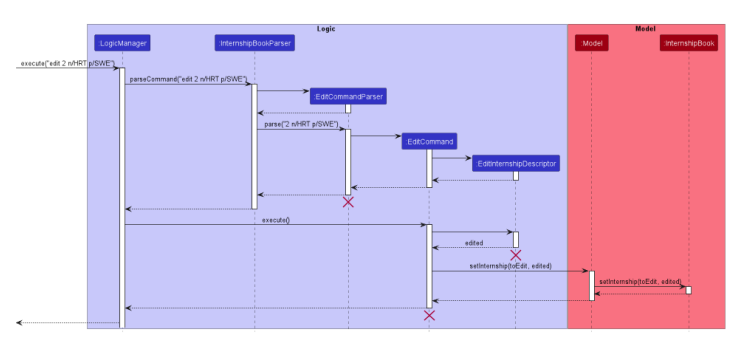 Logic
Model
:LogicManager
:InternshipBookParser
:Model
:InternshipBook
execute("edit 2 n/HRT p/SWE")
parseCommand("edit 2 n/HRT p/SWE")
:EditCommandParser
parse("2 n/HRT p/SWE")
:EditCommand
:EditInternshipDescriptor
execute()
edited
setInternship(toEdit, edited)
setInternship(toEdit, edited)